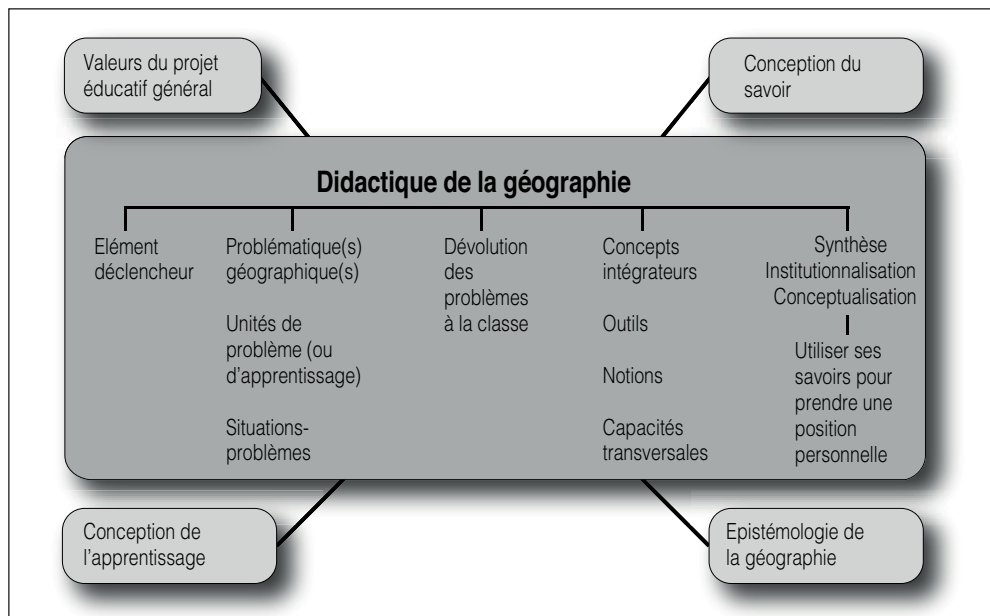 Valeurs du projet
éducatif général
Conception du
savoir
Didactique de la géographie
Elément
déclencheur
Problématique(s)
géographique(s)
Unités de
problème (ou
d'apprentissage)
Situations-
problèmes
Dévolution
des
problèmes
à la classe
Concepts
intégrateurs
Outils
Notions
Capacités
transversales
Synthèse
Institutionnalisation
Conceptualisation
Utiliser ses
savoirs pour
prendre une
position
personnelle
Conception de
l'apprentissage
Epistémologie de
la géographie